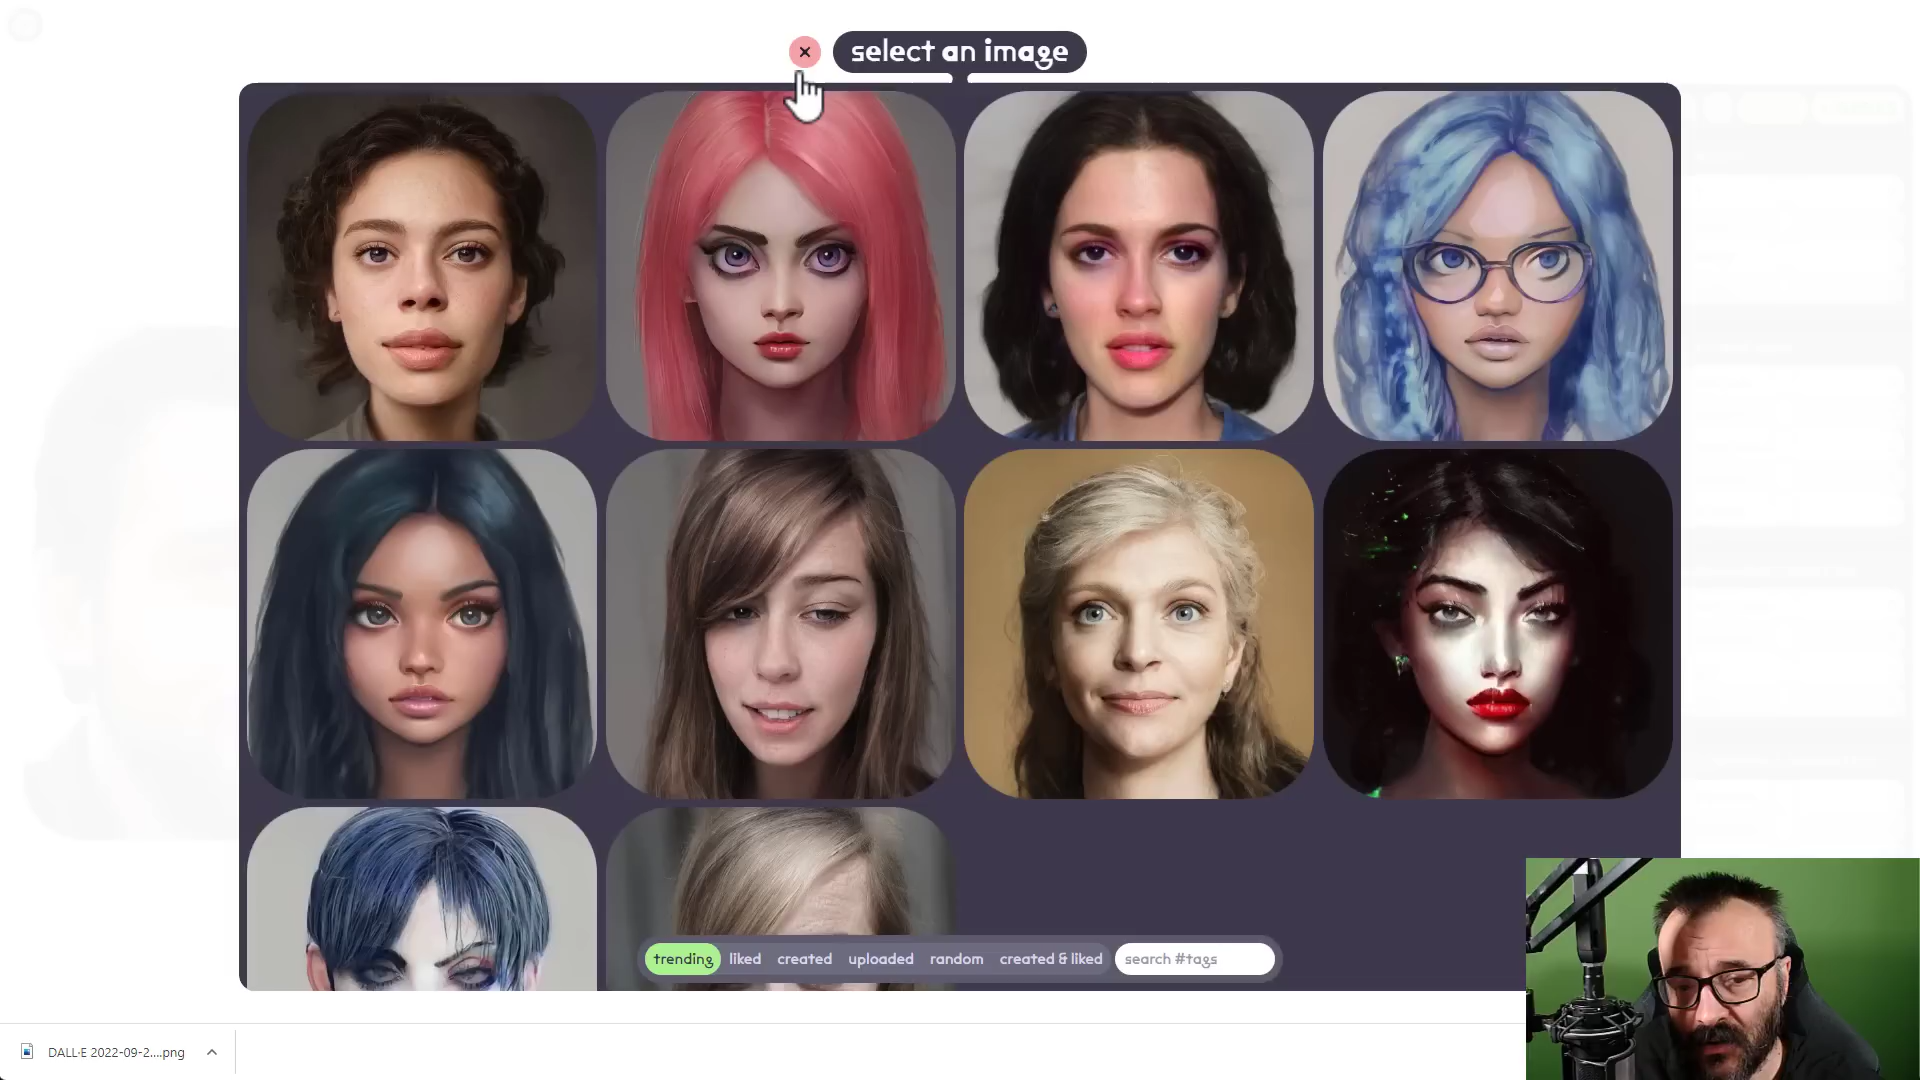 select an image
trending liked created uploaded random created & liked search #tags
DALL·E 2022-09-2....png